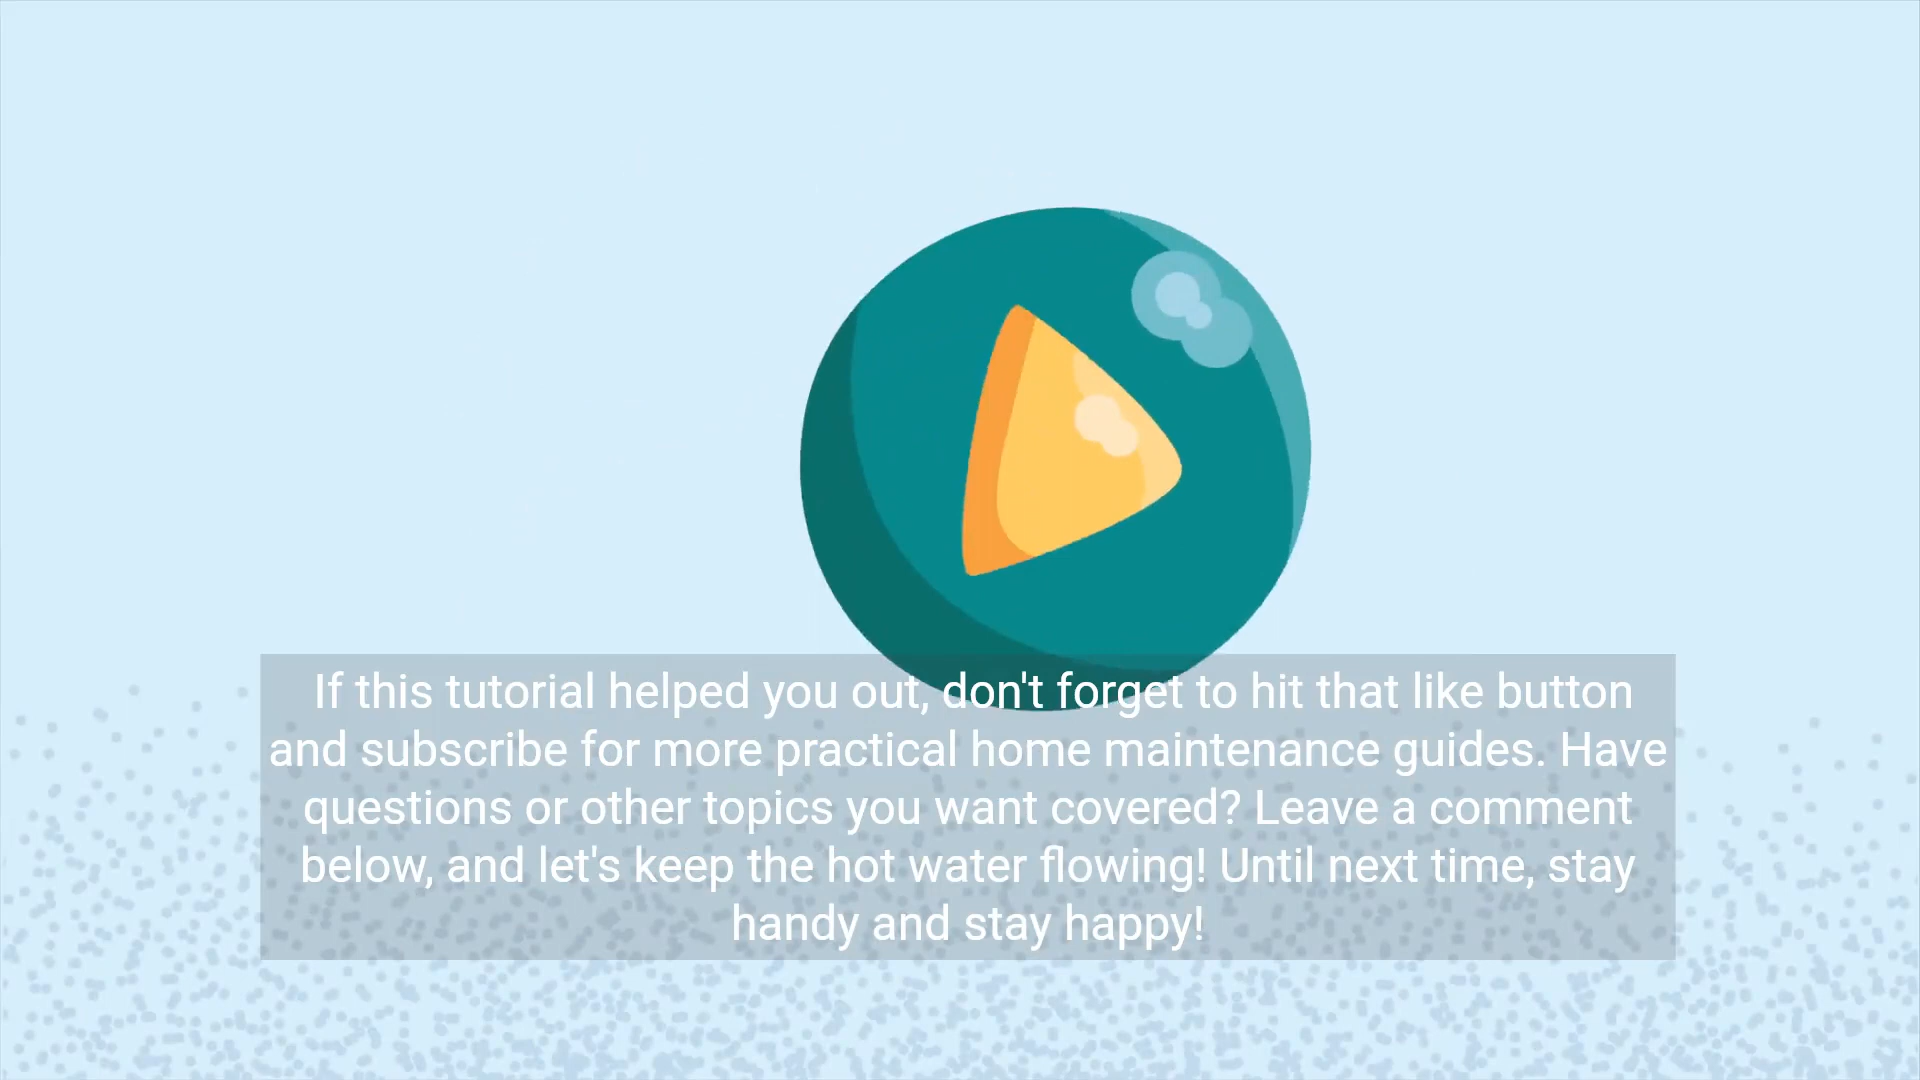 If this tutorial helped you out, don't forget to hit that like button
and subscribe for more practical home maintenance guides. Have
questions or other topics you want covered? Leave a comment
below, and let's keep the hot water flowing! Until next time, stay
handy and stay happy!